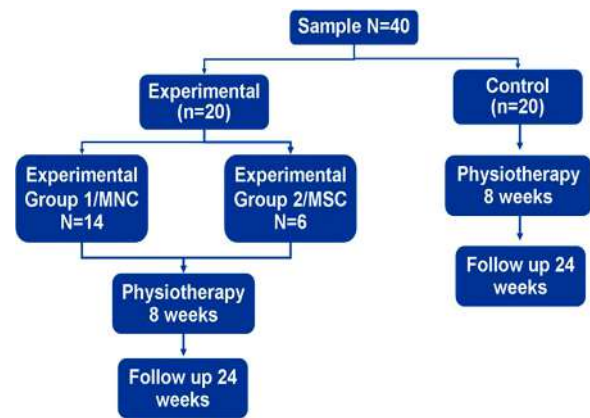 Sample N=40
Experimental
(n=20)
Control
(n=20)
Experimental
Group 1/MNC
N=14
Experimental
Group 2/MSC
N=6
Physiotherapy
8 weeks
Physiotherapy
8 weeks
Follow up 24
weeks
Follow up 24
weeks